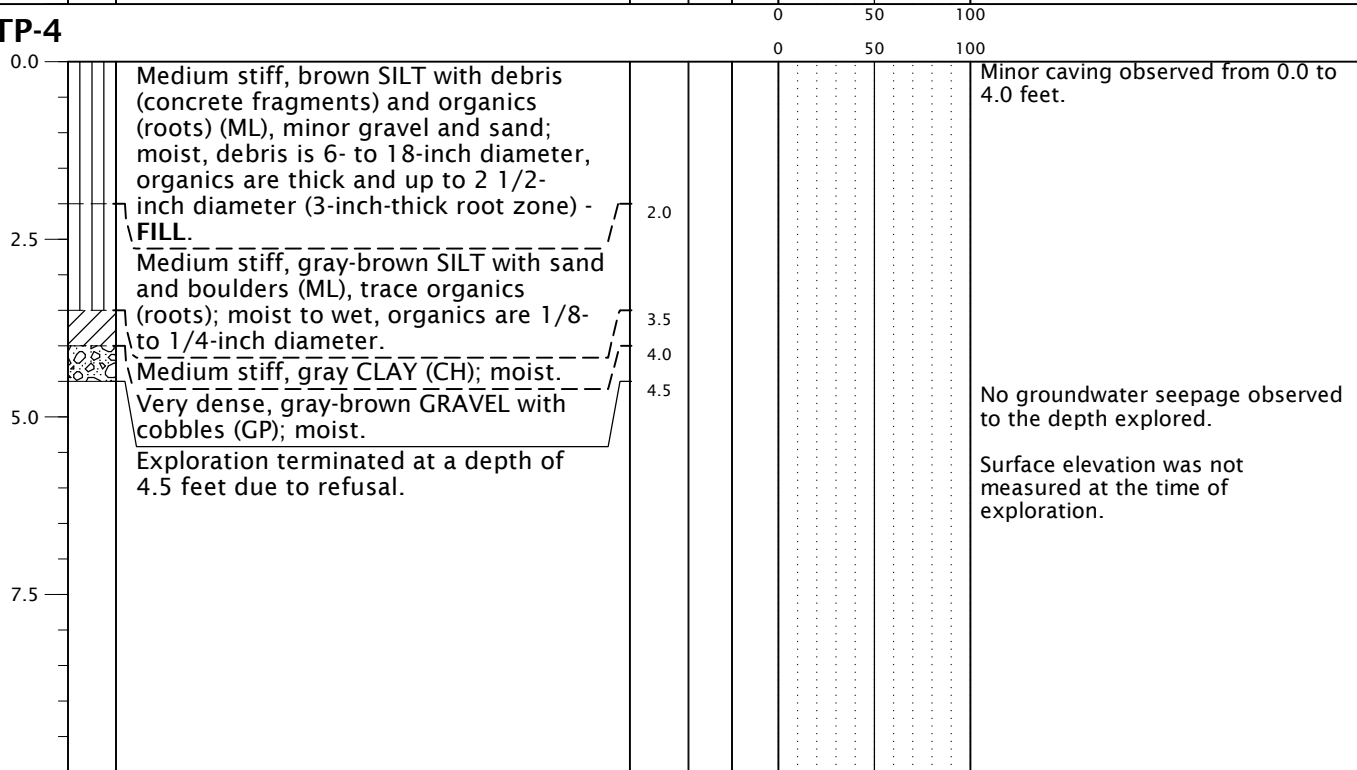 0 50 100
TP-4
0 50 100
0.0
Medium stiff, brown SILT with debris
(concrete fragments) and organics
(roots) (ML), minor gravel and sand;
moist, debris is 6- to 18-inch diameter,
organics are thick and up to 2 1/2-
inch diameter (3-inch-thick root zone) -
FILL.
2.0
2.5
Medium stiff, gray-brown SILT with sand
and boulders (ML), trace organics
(roots); moist to wet, organics are 1/8-
to 1/4-inch diameter.
3.5
Medium stiff, gray CLAY (CH); moist.
4.0
Very dense, gray-brown GRAVEL with
cobbles (GP); moist.
4.5
5.0
Exploration terminated at a depth of
4.5 feet due to refusal.
7.5
Minor caving observed from 0.0 to
4.0 feet.
No groundwater seepage observed
to the depth explored.
Surface elevation was not
measured at the time of
exploration.